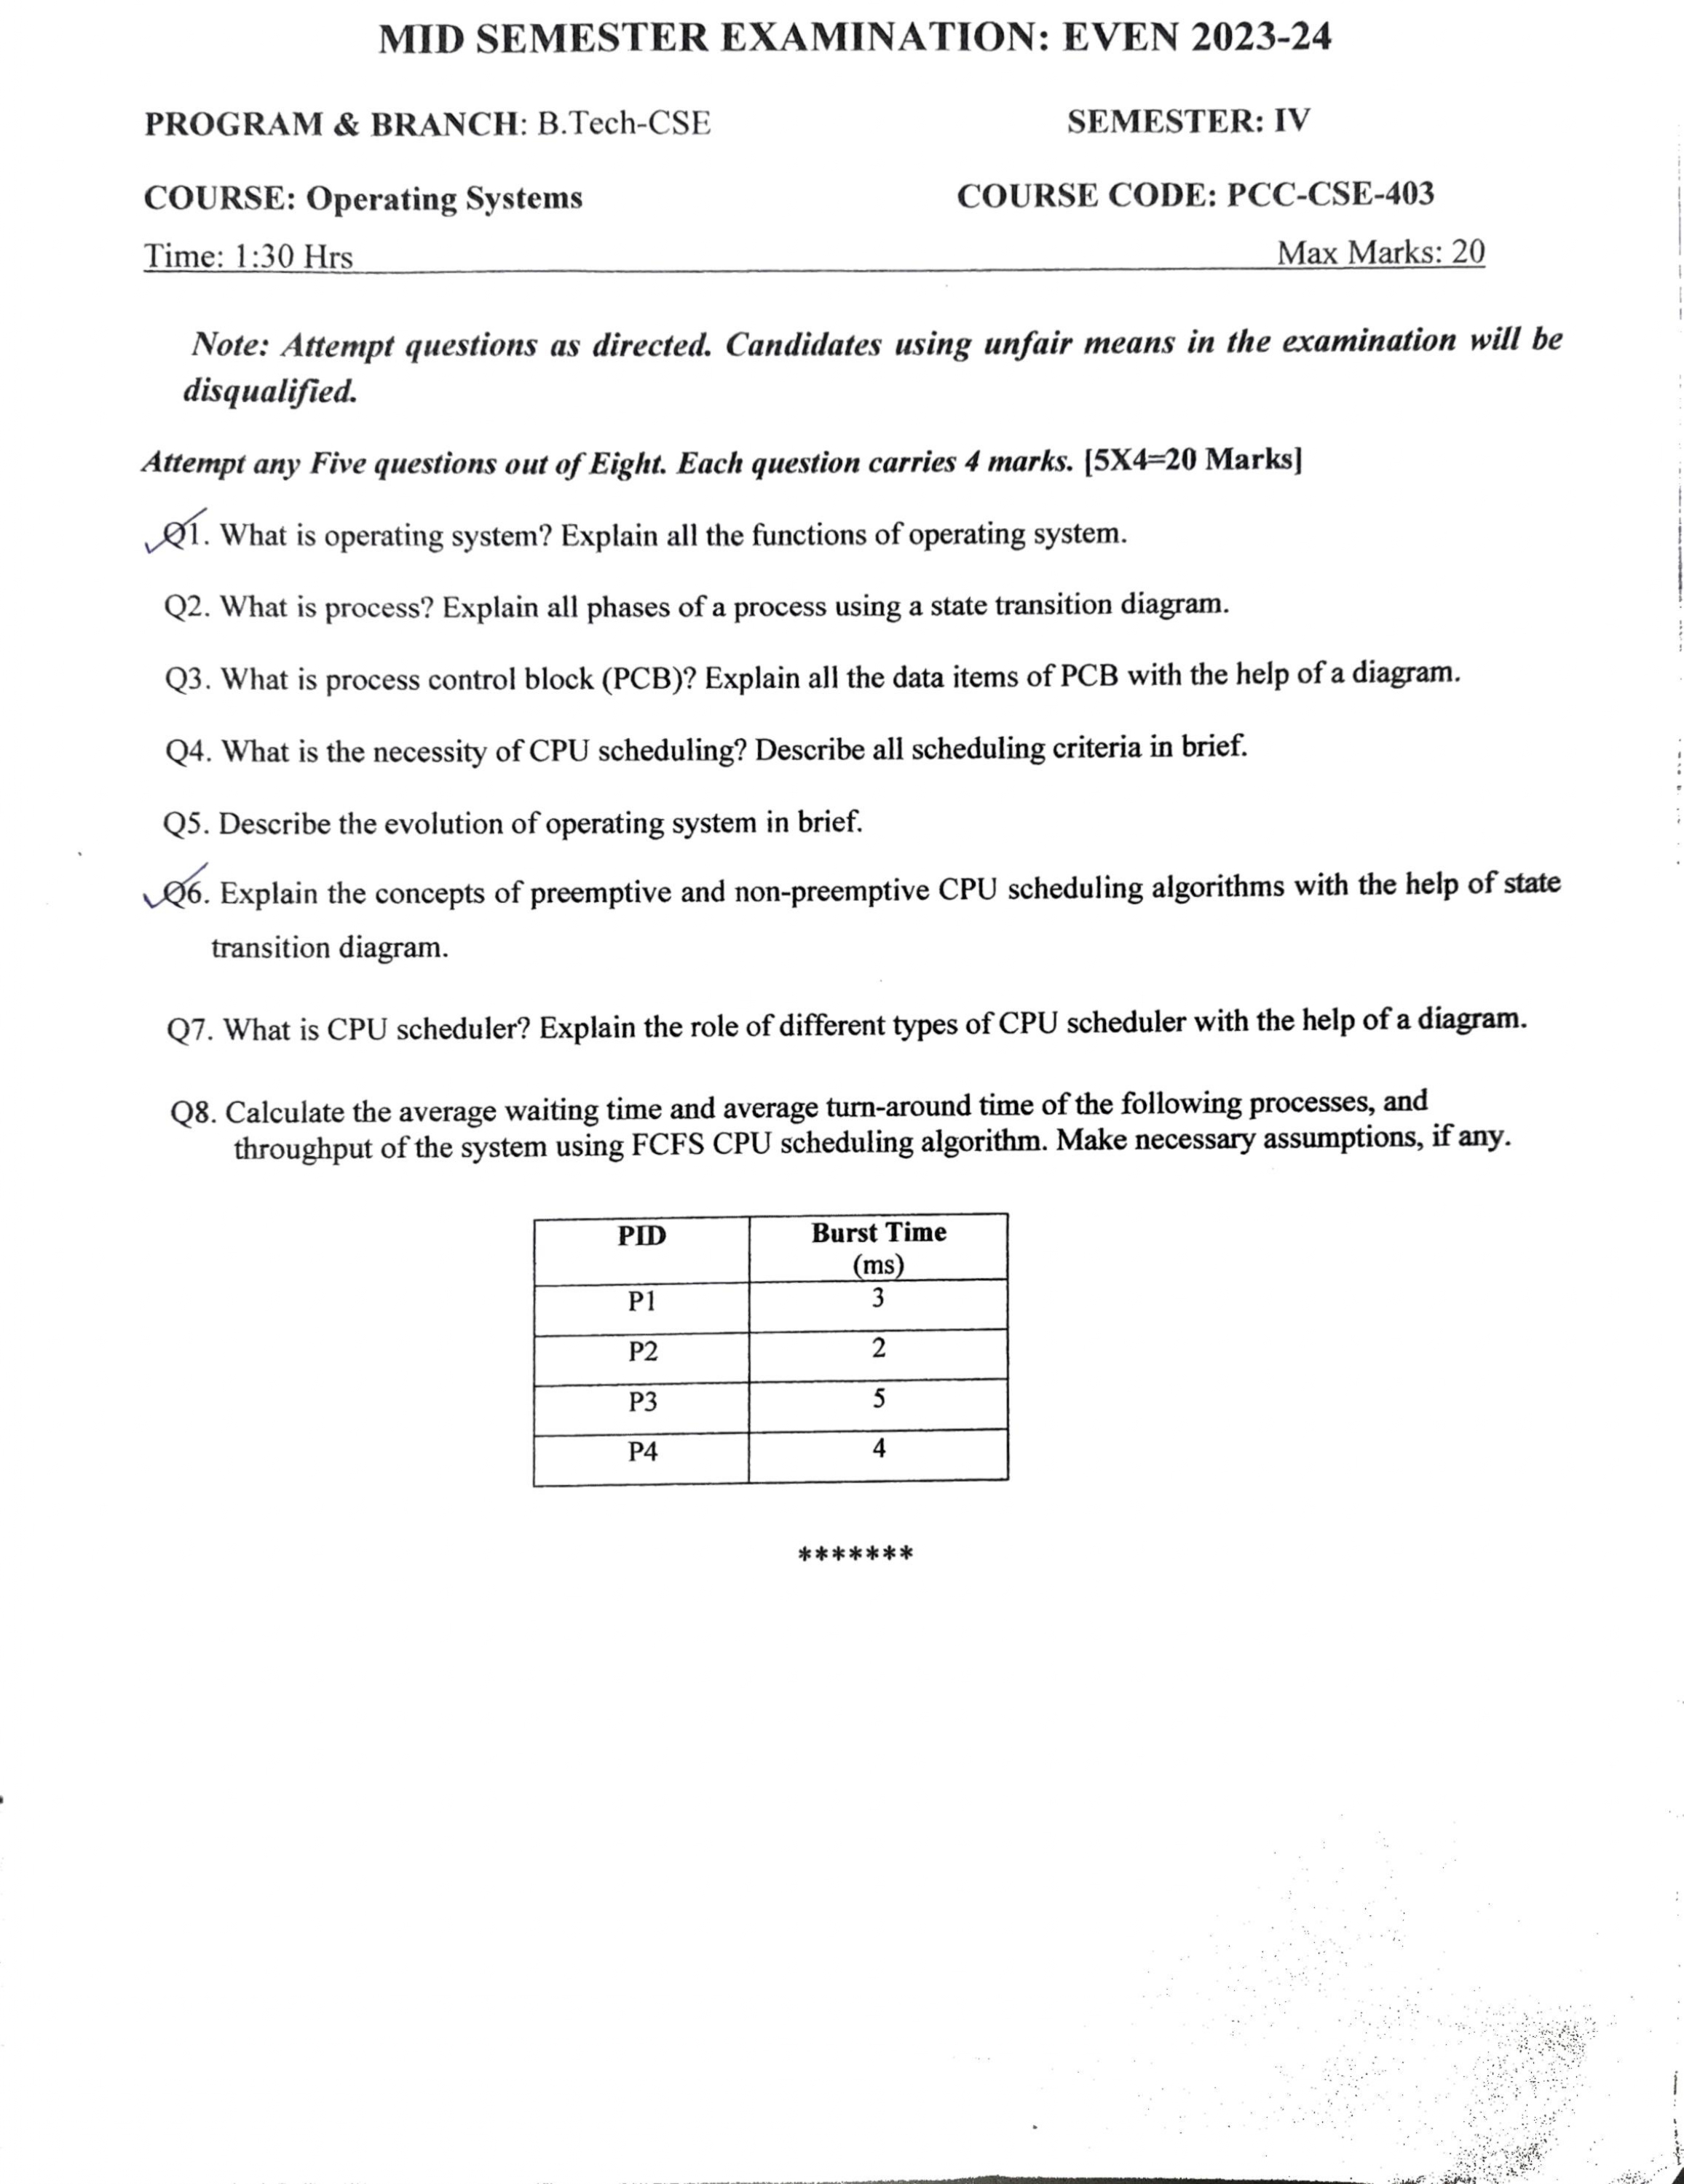 MID SEMESTER EXAMINATION: EVEN 2023-24
PROGRAM & BRANCH: B.Tech-CSE SEMESTER: IV
COURSE: Operating Systems COURSE CODE: PCC-CSE-403
Time: 1:30 Hrs Max Marks: 20
Note: Attempt questions as directed. Candidates using unfair means in the examination will be
disqualified.
Attempt any Five questions out of Eight. Each question carries 4 marks. [5X4=20 Marks]
Q1. What is operating system? Explain all the functions of operating system.
Q2. What is process? Explain all phases of a process using a state transition diagram.
Q3. What is process control block (PCB)? Explain all the data items of PCB with the help of a diagram.
Q4. What is the necessity of CPU scheduling? Describe all scheduling criteria in brief.
Q5. Describe the evolution of operating system in brief.
Q6. Explain the concepts of preemptive and non-preemptive CPU scheduling algorithms with the help of state
transition diagram.
Q7. What is CPU scheduler? Explain the role of different types of CPU scheduler with the help of a diagram.
Q8. Calculate the average waiting time and average turn-around time of the following processes, and
throughput of the system using FCFS CPU scheduling algorithm. Make necessary assumptions, if any.
PID Burst Time
(ms)
P1 3
P2 2
P3 5
P4 4
*******